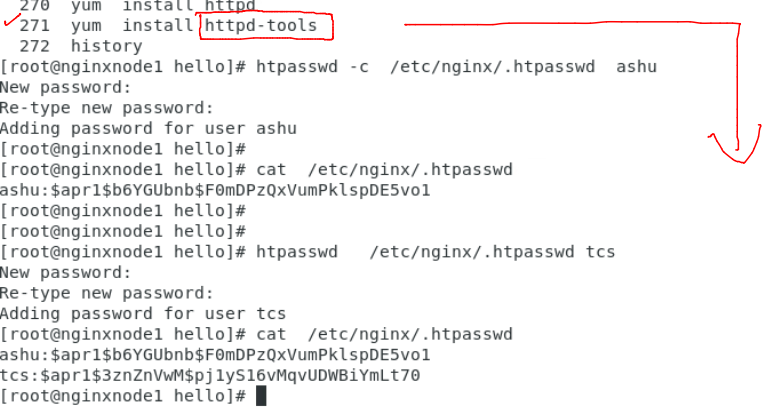 270 yum install httpd
271 yum install httpd-tools
272 history
[root@nginxnode1 hello]# htpasswd -c /etc/nginx/.htpasswd ashu
New password:
Re-type new password:
Adding password for user ashu
[root@nginxnode1 hello]#
[root@nginxnode1 hello]# cat /etc/nginx/.htpasswd
ashu:$apr1$b6YGUbnb$F0mDPzQxVumPklspDE5vo1
[root@nginxnode1 hello]#
[root@nginxnode1 hello]#
[root@nginxnode1 hello]# htpasswd /etc/nginx/.htpasswd tcs
New password:
Re-type new password:
Adding password for user tcs
[root@nginxnode1 hello]# cat /etc/nginx/.htpasswd
ashu:$apr1$b6YGUbnb$F0mDPzQxVumPklspDE5vo1
tcs:$apr1$3znZnVwM$pj1yS16vMqvUDWBiYmLt70
[root@nginxnode1 hello]#